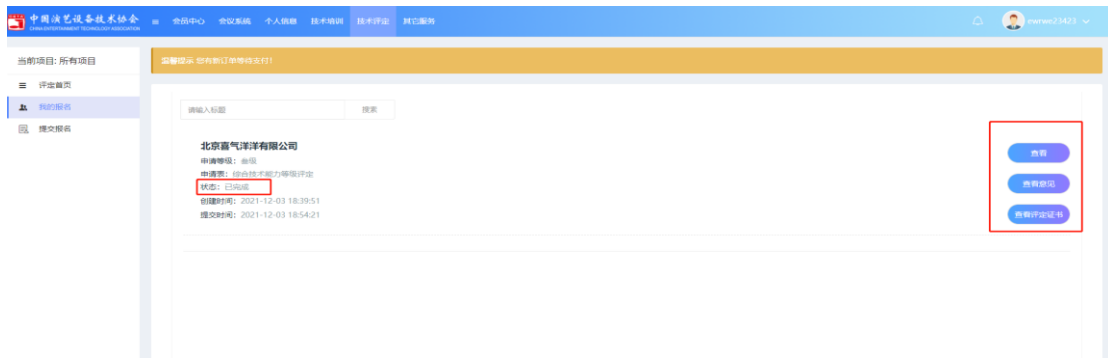 中国演艺设备技术协会
CHINA ENTERTAINMENT TECHNOLOGY ASSOCIATION
会员中心 会议系统 个人信息 技术培训 技术评定 其它服务
ewrwe23423
当前项目: 所有项目
温馨提示 您有新订单等待支付!
评定首页
我的报名
提交报名
请输入标题 搜索
北京喜气洋洋有限公司
申请等级: 叁级
申请表: 综合技术能力等级评定
状态: 已完成
创建时间: 2021-12-03 18:39:51
提交时间: 2021-12-03 18:54:21
查看
查看意见
查看评定证书